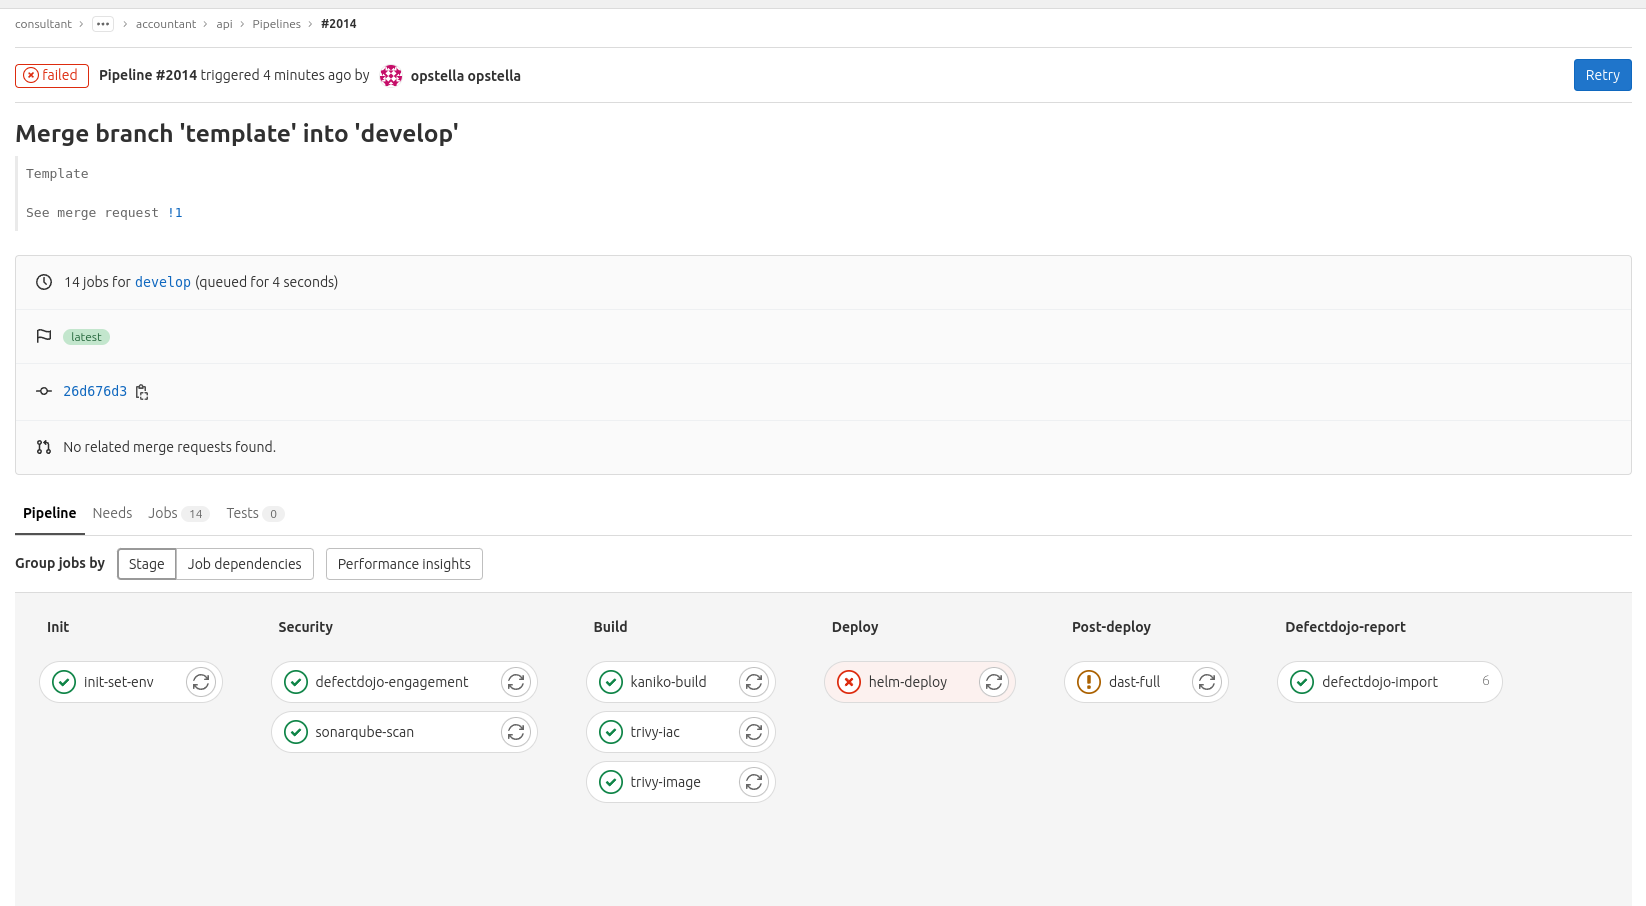 consultant › ••• › accountant › api › Pipelines › #2014
failed Pipeline #2014 triggered 4 minutes ago by opstella opstella Retry
Merge branch 'template' into 'develop'
Template
See merge request !1
14 jobs for develop (queued for 4 seconds)
latest
26d676d3
No related merge requests found.
Pipeline Needs Jobs 14 Tests 0
Group jobs by Stage Job dependencies Performance insights
Init Security Build Deploy Post-deploy Defectdojo-report
init-set-env defectdojo-engagement kaniko-build helm-deploy dast-full defectdojo-import 6
sonarqube-scan trivy-iac
trivy-image